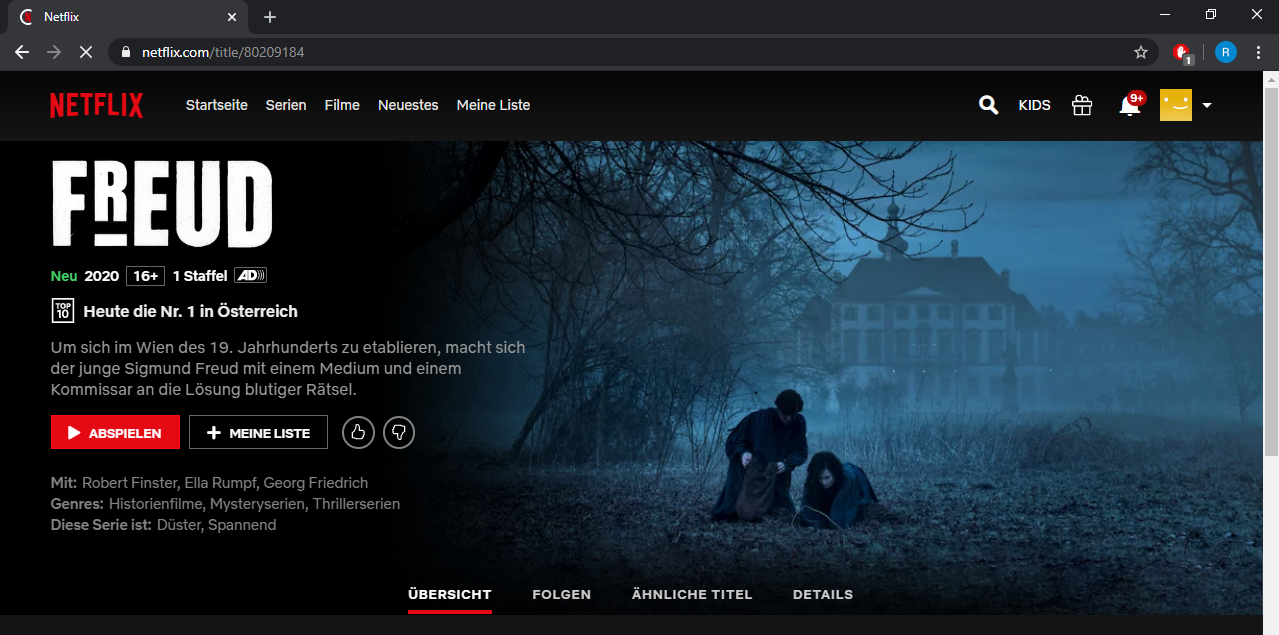 Netflix
netflix.com/title/80209184
1
R
NETFLIX Startseite Serien Filme Neuestes Meine Liste KIDS 9+
FREUD
Neu 2020 16+ 1 Staffel AD
TOP 10 Heute die Nr. 1 in Österreich
Um sich im Wien des 19. Jahrhunderts zu etablieren, macht sich
der junge Sigmund Freud mit einem Medium und einem
Kommissar an die Lösung blutiger Rätsel.
ABSPIELEN MEINE LISTE
Mit: Robert Finster, Ella Rumpf, Georg Friedrich
Genres: Historienfilme, Mysteryserien, Thrillerserien
Diese Serie ist: Düster, Spannend
ÜBERSICHT FOLGEN ÄHNLICHE TITEL DETAILS